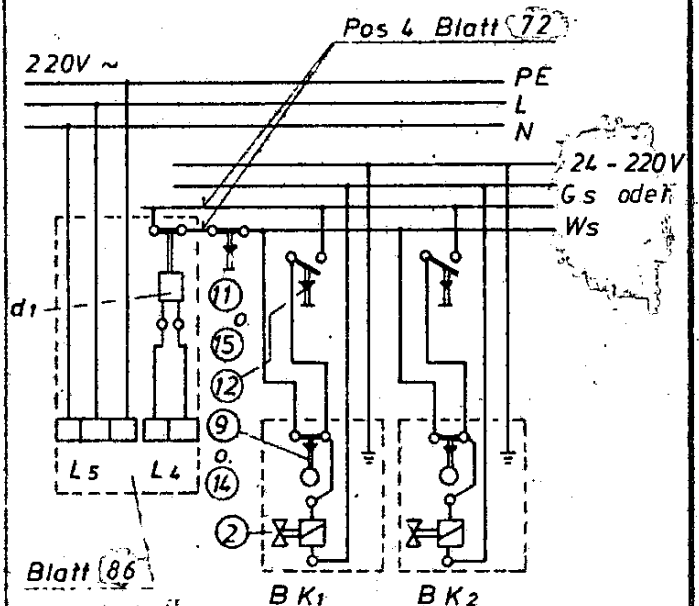 Pos 4 Blatt 72
220V ~
PE
L
N
24 - 220V
Gs oder
Ws
d1
11
o.
15
12
9
o.
14
2
L5 L4
Blatt 86
BK1 BK2